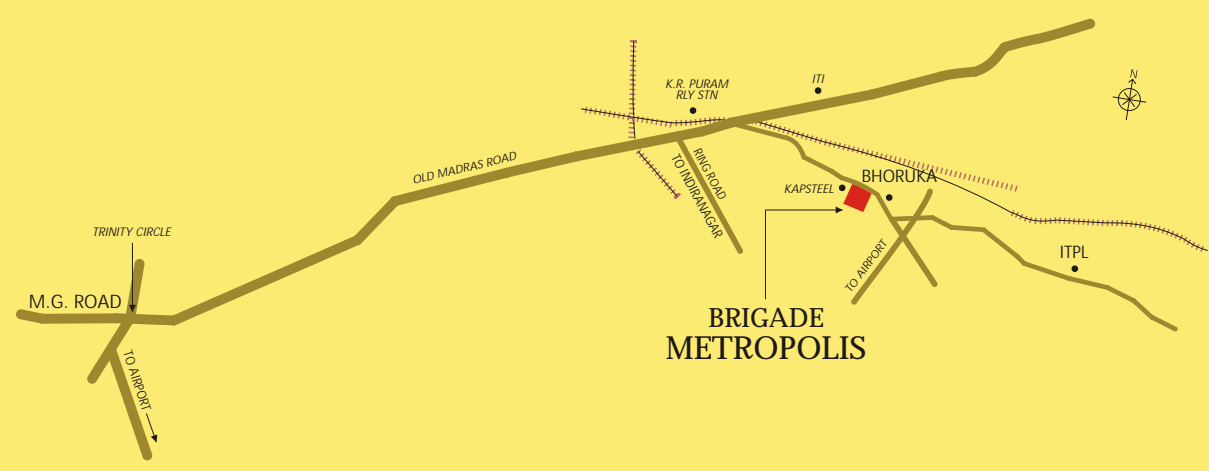 N
K.R. PURAM
RLY STN
ITI
OLD MADRAS ROAD
RING ROAD
TO INDIRANAGAR
KAPSTEEL
BHORUKA
TRINITY CIRCLE
TO AIRPORT
ITPL
M.G. ROAD
BRIGADE
METROPOLIS
TO AIRPORT